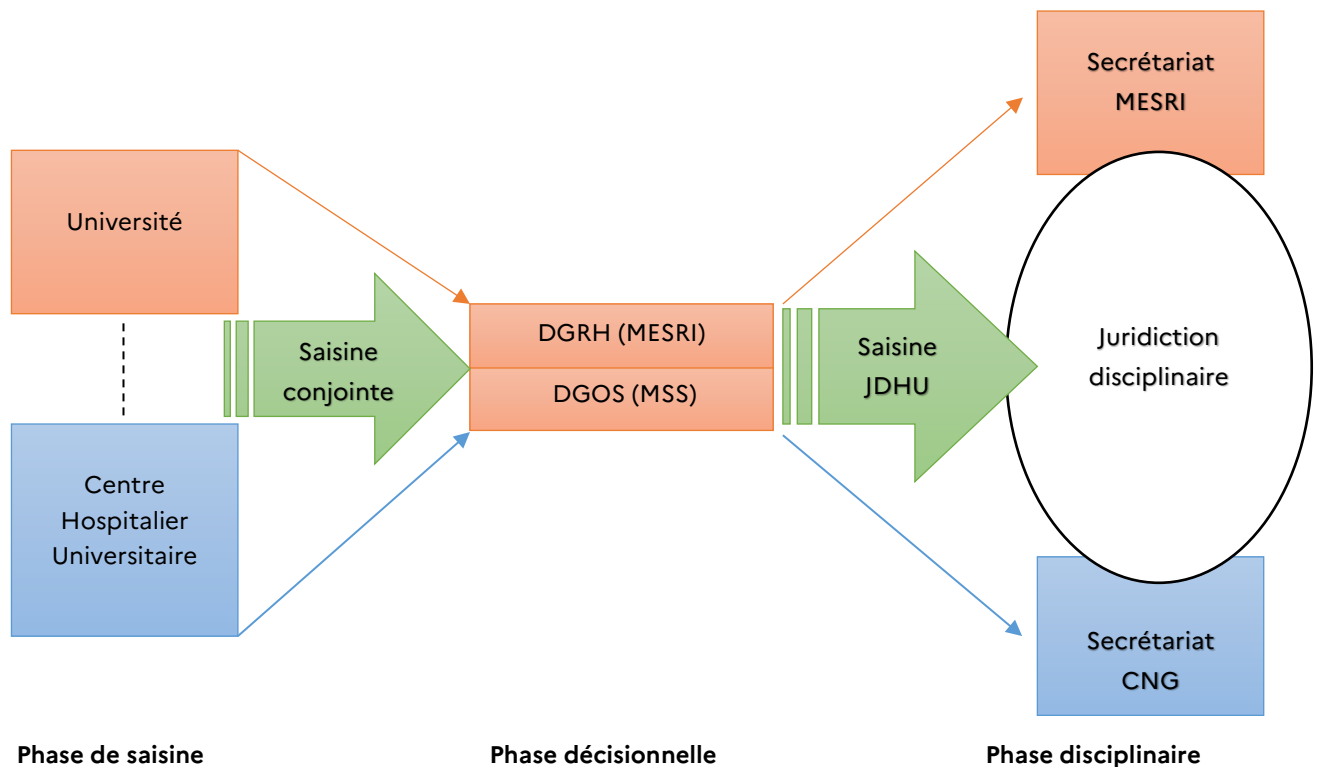 Université
Centre
Hospitalier
Universitaire
Saisine
conjointe
DGRH (MESRI)
DGOS (MSS)
Saisine
JDHU
Secrétariat
MESRI
Juridiction
disciplinaire
Secrétariat
CNG
Phase de saisine
Phase décisionnelle
Phase disciplinaire